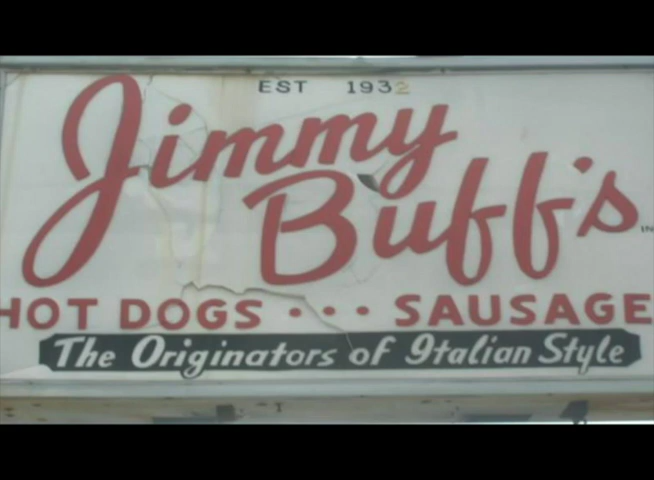 EST 1932
Jimmy
Buff's
HOT DOGS ··· SAUSAGE
The Originators of Italian Style